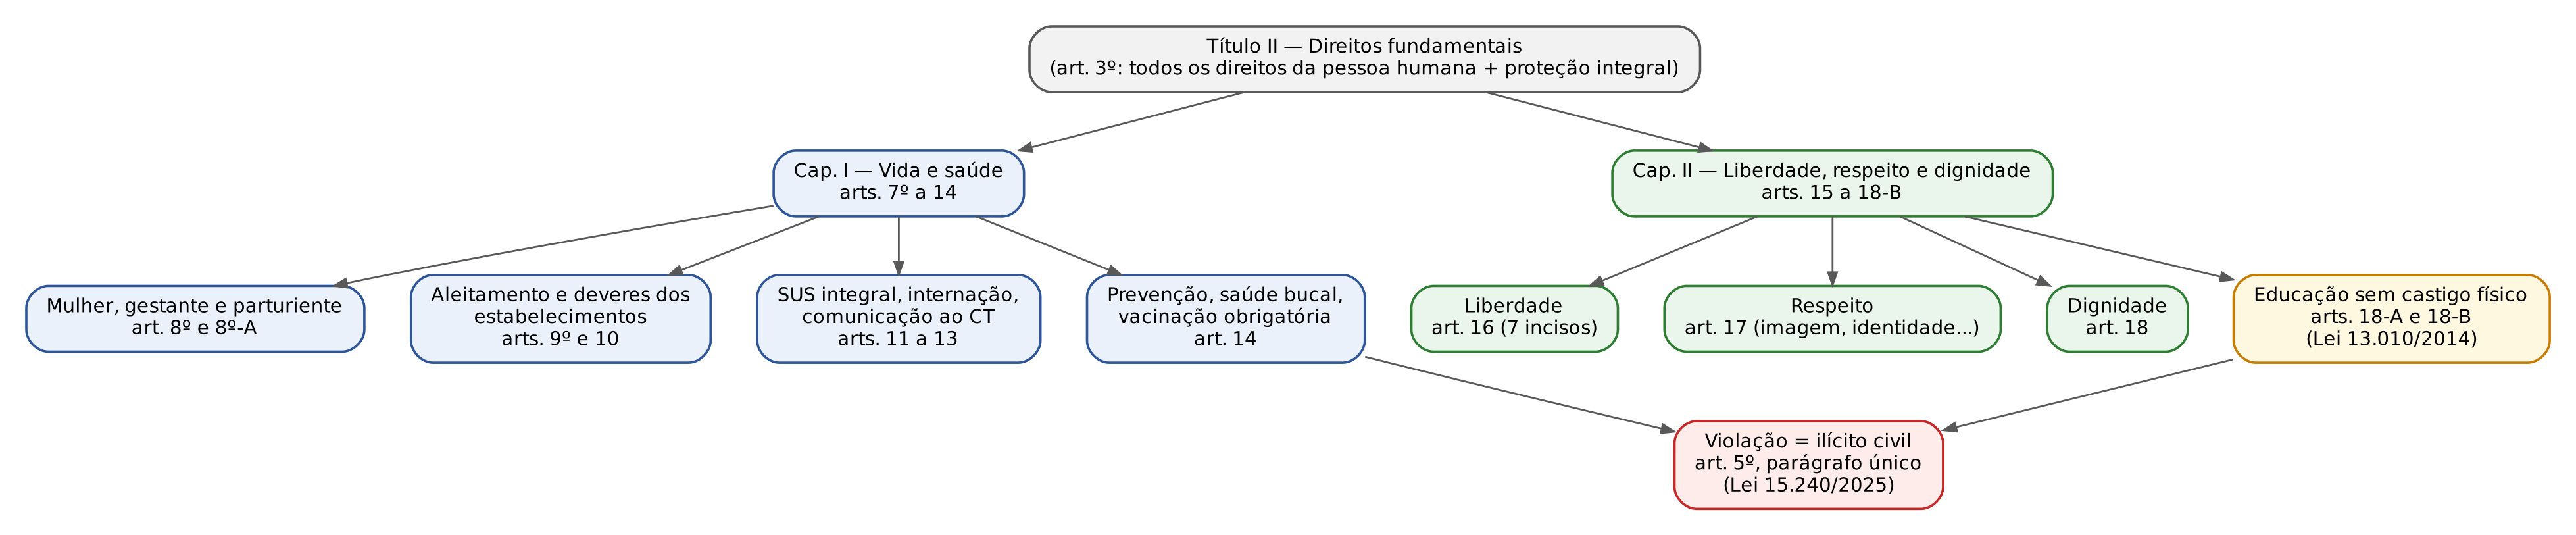 Título II — Direitos fundamentais
(art. 3º: todos os direitos da pessoa humana + proteção integral)
Cap. I — Vida e saúde
arts. 7º a 14
Cap. II — Liberdade, respeito e dignidade
arts. 15 a 18-B
Mulher, gestante e parturiente
art. 8º e 8º-A
Aleitamento e deveres dos
estabelecimentos
arts. 9º e 10
SUS integral, internação,
comunicação ao CT
arts. 11 a 13
Prevenção, saúde bucal,
vacinação obrigatória
art. 14
Liberdade
art. 16 (7 incisos)
Respeito
art. 17 (imagem, identidade...)
Dignidade
art. 18
Educação sem castigo físico
arts. 18-A e 18-B
(Lei 13.010/2014)
Violação = ilícito civil
art. 5º, parágrafo único
(Lei 15.240/2025)